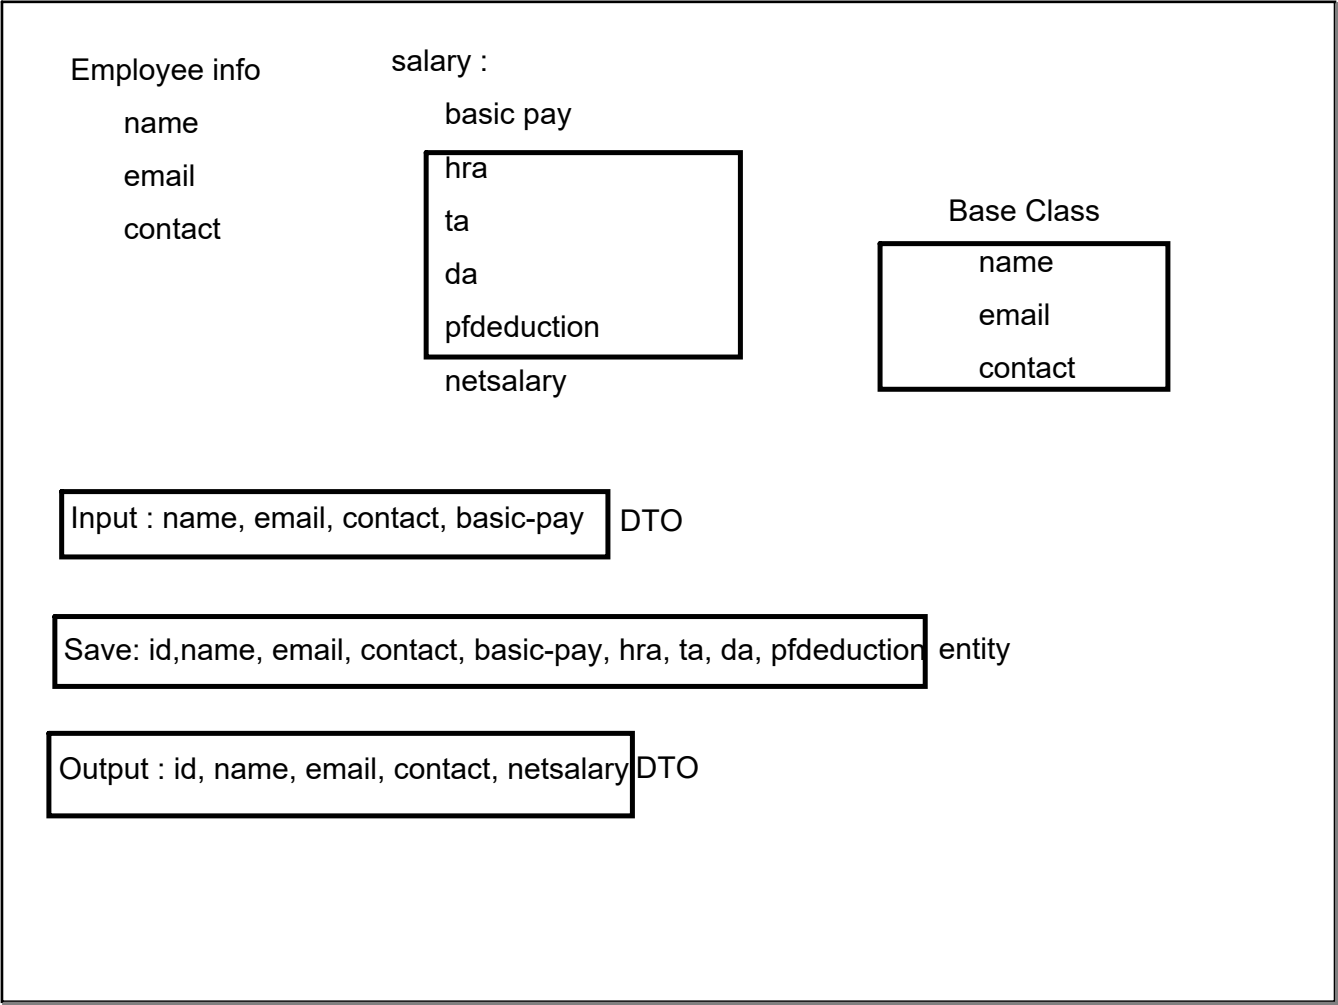 Employee info
name
email
contact
salary :
basic pay
hra
ta
da
pfdeduction
netsalary
Base Class
name
email
contact
Input : name, email, contact, basic-pay
DTO
Save: id,name, email, contact, basic-pay, hra, ta, da, pfdeduction
entity
Output : id, name, email, contact, netsalary
DTO